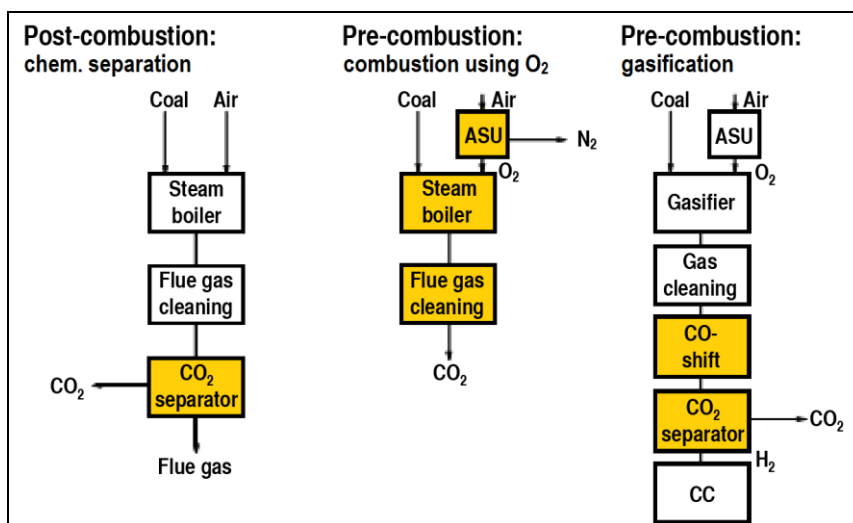 Post-combustion:
chem. separation
Coal Air
Steam
boiler
Flue gas
cleaning
CO₂
CO₂
separator
Flue gas
Pre-combustion:
combustion using O₂
Coal Air
ASU
N₂
O₂
Steam
boiler
Flue gas
cleaning
CO₂
Pre-combustion:
gasification
Coal Air
ASU
O₂
Gasifier
Gas
cleaning
CO-
shift
CO₂
separator
CO₂
H₂
CC